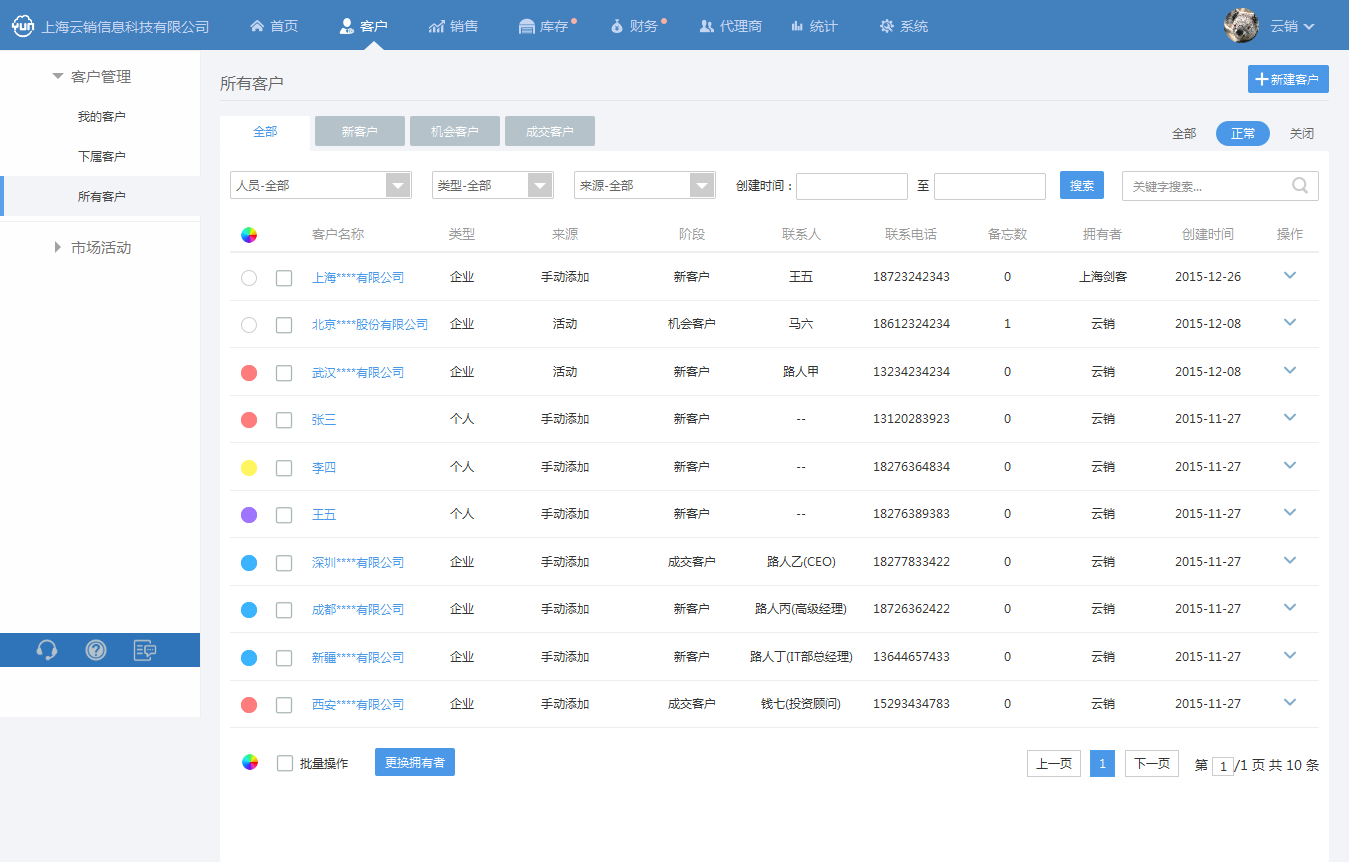 yun 上海云销信息科技有限公司 首页 客户 销售 库存 财务 代理商 统计 系统 云销
客户管理
我的客户
下属客户
所有客户
市场活动
所有客户 新建客户
全部 新客户 机会客户 成交客户 全部 正常 关闭
人员-全部 类型-全部 来源-全部 创建时间： 至 搜索 关键字搜索...
客户名称 类型 来源 阶段 联系人 联系电话 备忘数 拥有者 创建时间 操作
上海****有限公司 企业 手动添加 新客户 王五 18723242343 0 上海剑客 2015-12-26
北京****股份有限公司 企业 活动 机会客户 马六 18612324234 1 云销 2015-12-08
武汉****有限公司 企业 活动 新客户 路人甲 13234234234 0 云销 2015-12-08
张三 个人 手动添加 新客户 -- 13120283923 0 云销 2015-11-27
李四 个人 手动添加 新客户 -- 18276364834 0 云销 2015-11-27
王五 个人 手动添加 新客户 -- 18276389383 0 云销 2015-11-27
深圳****有限公司 企业 手动添加 成交客户 路人乙(CEO) 18277833422 0 云销 2015-11-27
成都****有限公司 企业 手动添加 新客户 路人丙(高级经理) 18726362422 0 云销 2015-11-27
新疆****有限公司 企业 手动添加 新客户 路人丁(IT部总经理) 13644657433 0 云销 2015-11-27
西安****有限公司 企业 手动添加 成交客户 钱七(投资顾问) 15293434783 0 云销 2015-11-27
批量操作 更换拥有者 上一页 1 下一页 第 1 /1 页 共 10 条